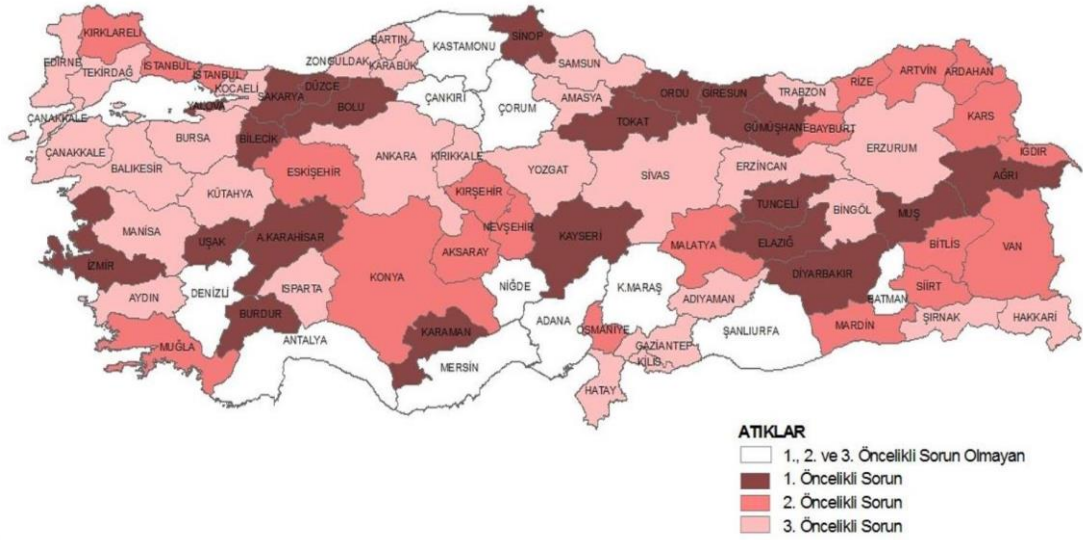 KIRKLARELİ
EDİRNE
TEKİRDAĞ
İSTANBUL
İSTANBUL
KOCAELİ
YALOVA
SAKARYA
DÜZCE
BOLU
ZONGULDAK
BARTIN
KARABÜK
KASTAMONU
SİNOP
SAMSUN
ÇANKIRI
ÇORUM
AMASYA
TOKAT
ORDU
GİRESUN
GÜMÜŞHANE
TRABZON
BAYBURT
RİZE
ARTVİN
ARDAHAN
KARS
IĞDIR
ERZURUM
AĞRI
ÇANAKKALE
ÇANAKKALE
BALIKESİR
BURSA
BİLECİK
ESKİŞEHİR
KÜTAHYA
ANKARA
KIRIKKALE
KIRŞEHİR
YOZGAT
SİVAS
ERZİNCAN
TUNCELİ
BİNGÖL
MUŞ
MANİSA
İZMİR
UŞAK
A.KARAHİSAR
KONYA
AKSARAY
NEVŞEHİR
KAYSERİ
MALATYA
ELAZIĞ
DİYARBAKIR
BİTLİS
VAN
AYDIN
DENİZLİ
ISPARTA
BURDUR
NİĞDE
K.MARAŞ
ADIYAMAN
BATMAN
SİİRT
ŞIRNAK
HAKKARİ
MUĞLA
ANTALYA
KARAMAN
MERSİN
ADANA
OSMANİYE
GAZİANTEP
KİLİS
HATAY
ŞANLIURFA
MARDİN
ATIKLAR
1., 2. ve 3. Öncelikli Sorun Olmayan
1. Öncelikli Sorun
2. Öncelikli Sorun
3. Öncelikli Sorun